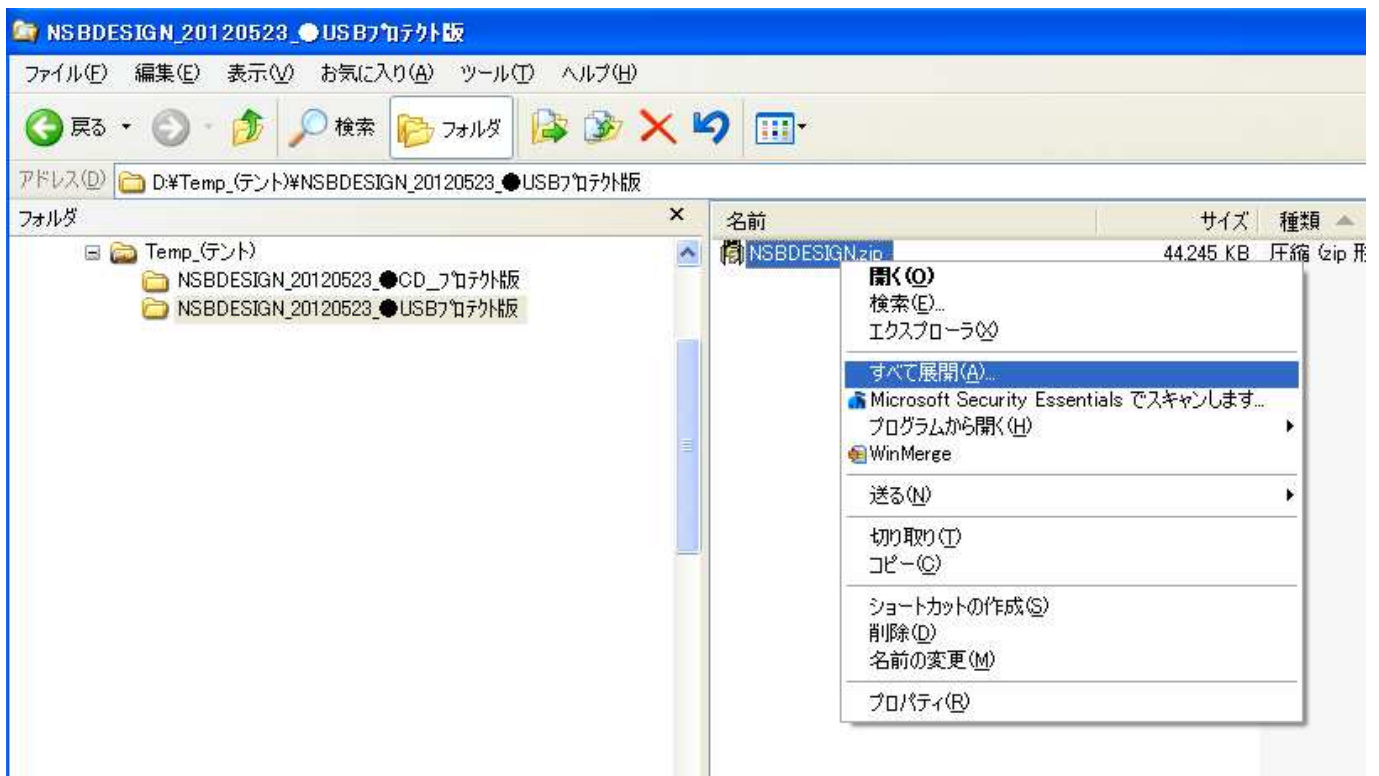 NSBDESIGN_20120523_●USBﾌﾟﾛﾃｸﾄ版
ファイル(F) 編集(E) 表示(V) お気に入り(A) ツール(T) ヘルプ(H)
戻る 検索 フォルダ
アドレス(D) D:¥Temp_(テント)¥NSBDESIGN_20120523_●USBﾌﾟﾛﾃｸﾄ版
フォルダ × 名前 サイズ 種類
Temp_(テント)
NSBDESIGN_20120523_●CD_ﾌﾟﾛﾃｸﾄ版
NSBDESIGN_20120523_●USBﾌﾟﾛﾃｸﾄ版
NSBDESIGN.zip 44,245 KB 圧縮 (zip 形
開く(O)
検索(E)...
エクスプローラ(X)
すべて展開(A)...
Microsoft Security Essentials でスキャンします...
プログラムから開く(H)
WinMerge
送る(N)
切り取り(T)
コピー(C)
ショートカットの作成(S)
削除(D)
名前の変更(M)
プロパティ(R)